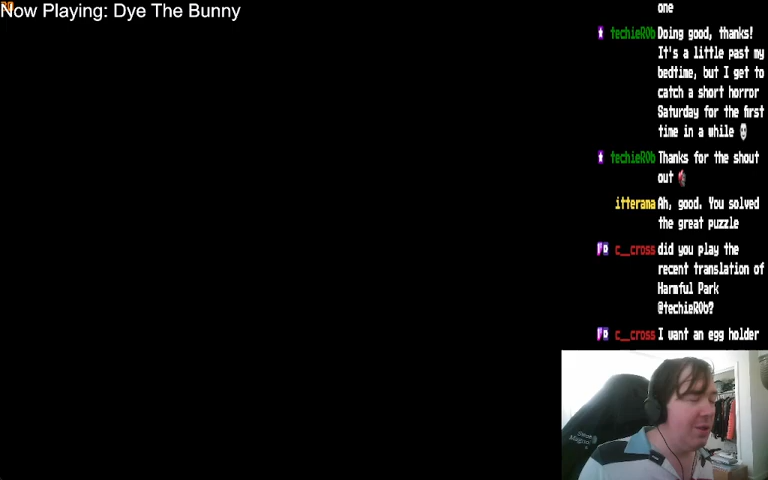 Now Playing: Dye The Bunny
one
techieR0b Doing good, thanks!
It's a little past my
bedtime, but I get to
catch a short horror
Saturday for the first
time in a while
techieR0b Thanks for the shout
out
itterama Ah, good. You solved
the great puzzle
c__cross did you play the
recent translation of
Harmful Park
@techieR0b?
c__cross I want an egg holder